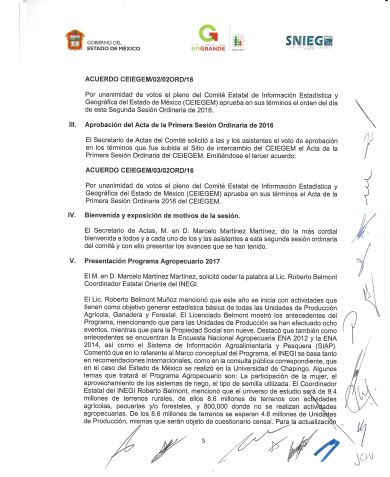 GOBIERNO DEL
ESTADO DE MÉXICO
enGRANDE
SNIEG
ACUERDO CEIEGEM/02/02ORD/16
Por unanimidad de votos el pleno del Comité Estatal de Información Estadística y
Geográfica del Estado de México (CEIEGEM) aprueba en sus términos el orden del día
de esta Segunda Sesión Ordinaria de 2016.
III. Aprobación del Acta de la Primera Sesión Ordinaria de 2016
El Secretario de Actas del Comité solicitó a las y los asistentes el voto de aprobación
en los términos que fue subida al Sitio de intercambio del CEIEGEM el Acta de la
Primera Sesión Ordinaria del CEIEGEM. Emitiéndose el tercer acuerdo:
ACUERDO CEIEGEM/03/02ORD/16
Por unanimidad de votos el pleno del Comité Estatal de Información Estadística y
Geográfica del Estado de México (CEIEGEM) aprueba en sus términos el Acta de la
Primera Sesión Ordinaria 2016 del CEIEGEM.
IV. Bienvenida y exposición de motivos de la sesión.
El Secretario de Actas, M. en D. Marcelo Martínez Martínez, dio la más cordial
bienvenida a todos y a cada uno de los y las asistentes a esta segunda sesión ordinaria
del comité y con ello presentar los avances que se han tenido.
V. Presentación Programa Agropecuario 2017
El M. en D. Marcelo Martínez Martínez, solicitó ceder la palabra al Lic. Roberto Belmont
Coordinador Estatal Oriente del INEGI.
El Lic. Roberto Belmont Muñoz mencionó que este año se inicia con actividades que
tienen como objetivo generar estadística básica de todas las Unidades de Producción
Agrícola, Ganadera y Forestal. El Licenciado Belmont mostró los antecedentes del
Programa, mencionando que para las Unidades de Producción se han efectuado ocho
eventos, mientras que para la Propiedad Social son nueve. Destacó que también como
antecedentes se encuentran la Encuesta Nacional Agropecuaria ENA 2012 y la ENA
2014, así como el Sistema de Información Agroalimentaria y Pesquera (SIAP).
Comentó que en lo referente al Marco conceptual del Programa, el INEGI se basa tanto
en recomendaciones internacionales, como en la consulta pública correspondiente, que
en el caso del Estado de México se realizó en la Universidad de Chapingo. Algunos
temas que tratará el Programa Agropecuario son: La participación de la mujer, el
aprovechamiento de los sistemas de riego, el tipo de semilla utilizada. El Coordinador
Estatal del INEGI Roberto Belmont, mencionó que el universo de estudio será de 9.4
millones de terrenos rurales, de ellos 8.6 millones de terrenos con actividades
agrícolas, pecuarias y/o forestales, y 800,000 donde no se realizan actividades
agropecuarias. De los 8.6 millones de terrenos se esperan 4.8 millones de Unidades
de Producción, mismas que serán objeto de cuestionario censal. Para la actualización
5